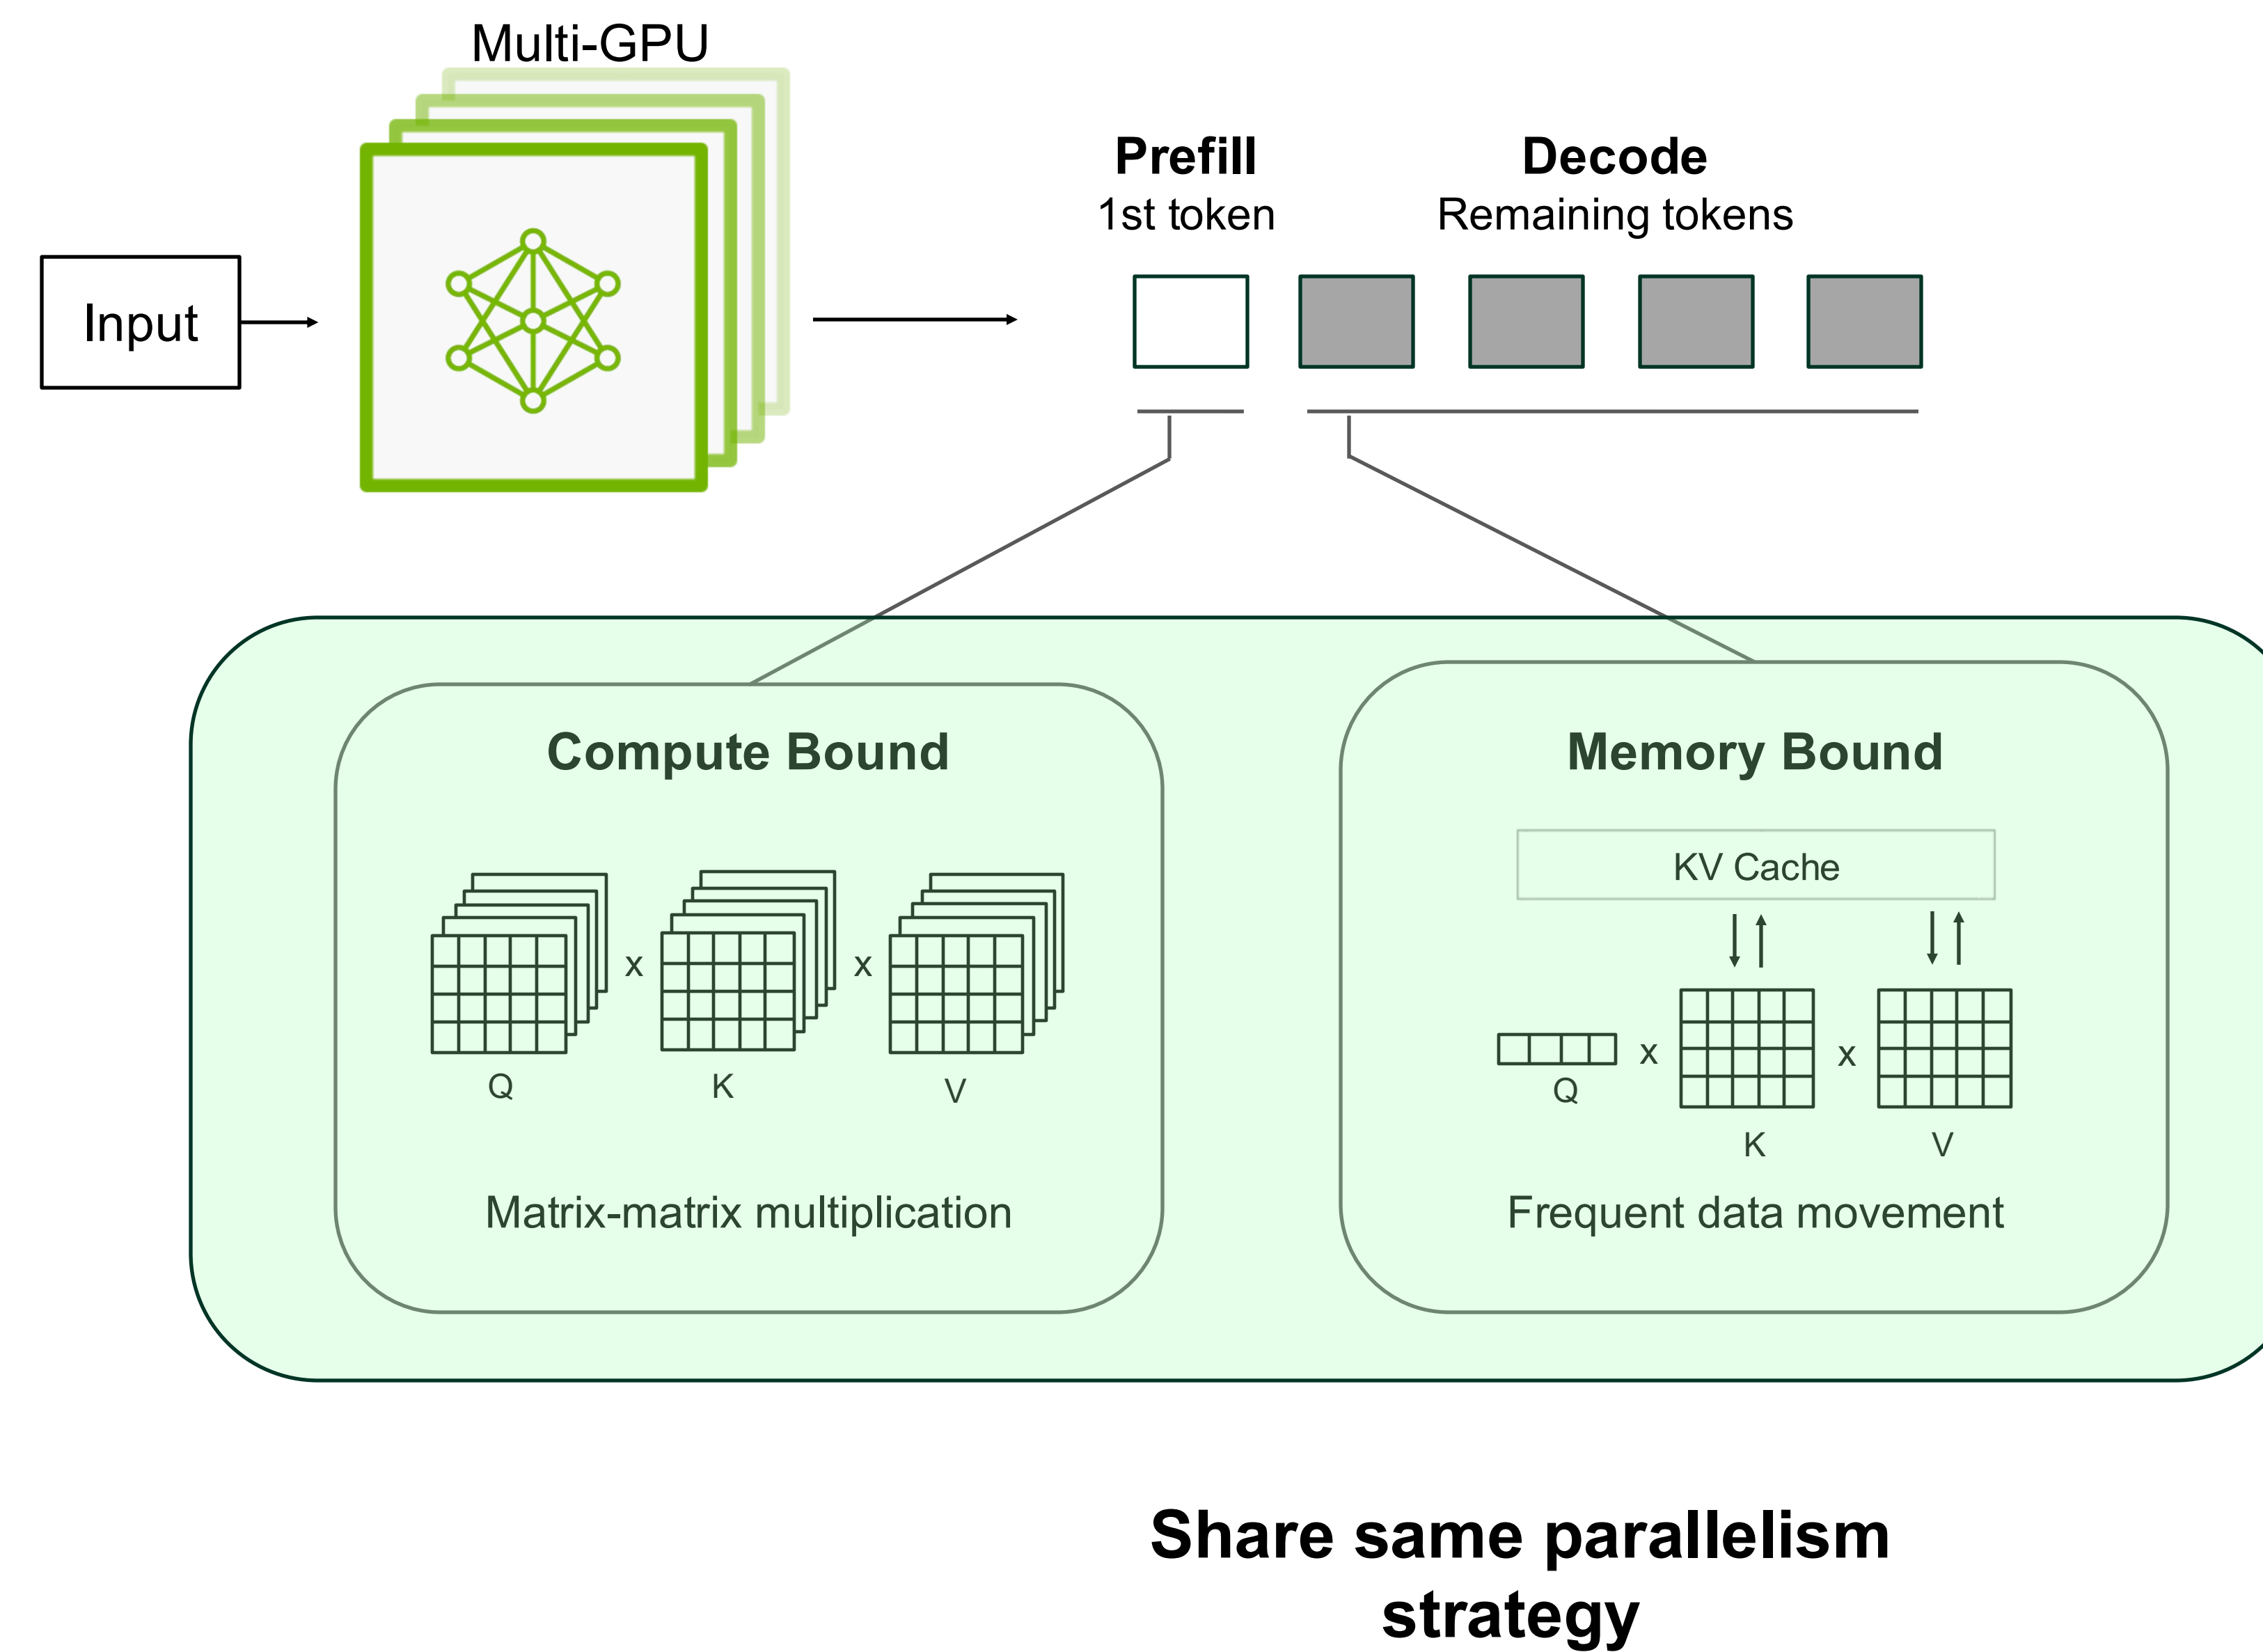 Multi-GPU
Input
Prefill
1st token
Decode
Remaining tokens
Compute Bound
x
x
Q
K
V
Matrix-matrix multiplication
Memory Bound
KV Cache
x
x
Q
K
V
Frequent data movement
Share same parallelism
strategy